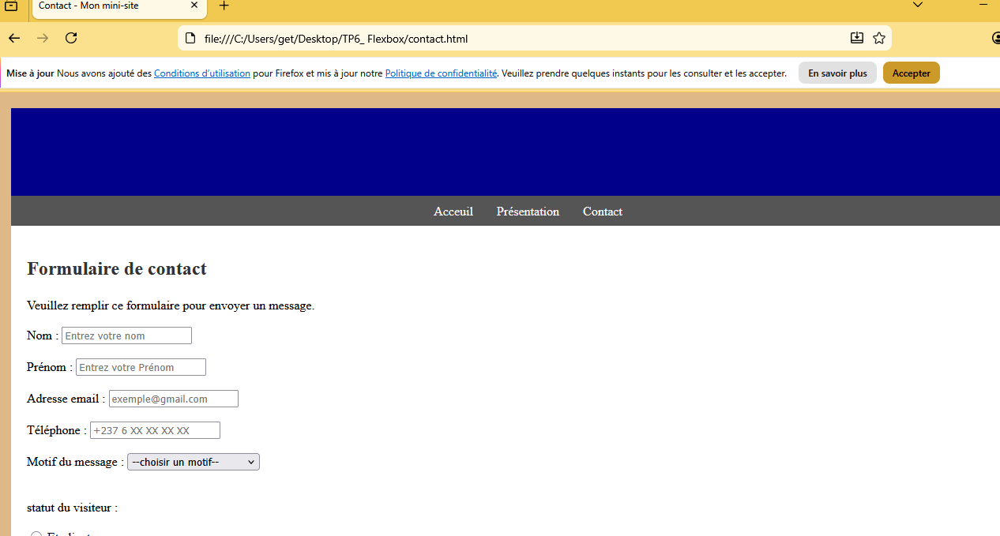 Contact - Mon mini-site
file:///C:/Users/get/Desktop/TP6_ Flexbox/contact.html
Mise à jour Nous avons ajouté des Conditions d'utilisation pour Firefox et mis à jour notre Politique de confidentialité. Veuillez prendre quelques instants pour les consulter et les accepter. En savoir plus Accepter
Acceuil Présentation Contact
Formulaire de contact
Veuillez remplir ce formulaire pour envoyer un message.
Nom : Entrez votre nom
Prénom : Entrez votre Prénom
Adresse email : exemple@gmail.com
Téléphone : +237 6 XX XX XX XX
Motif du message : --choisir un motif--
statut du visiteur :